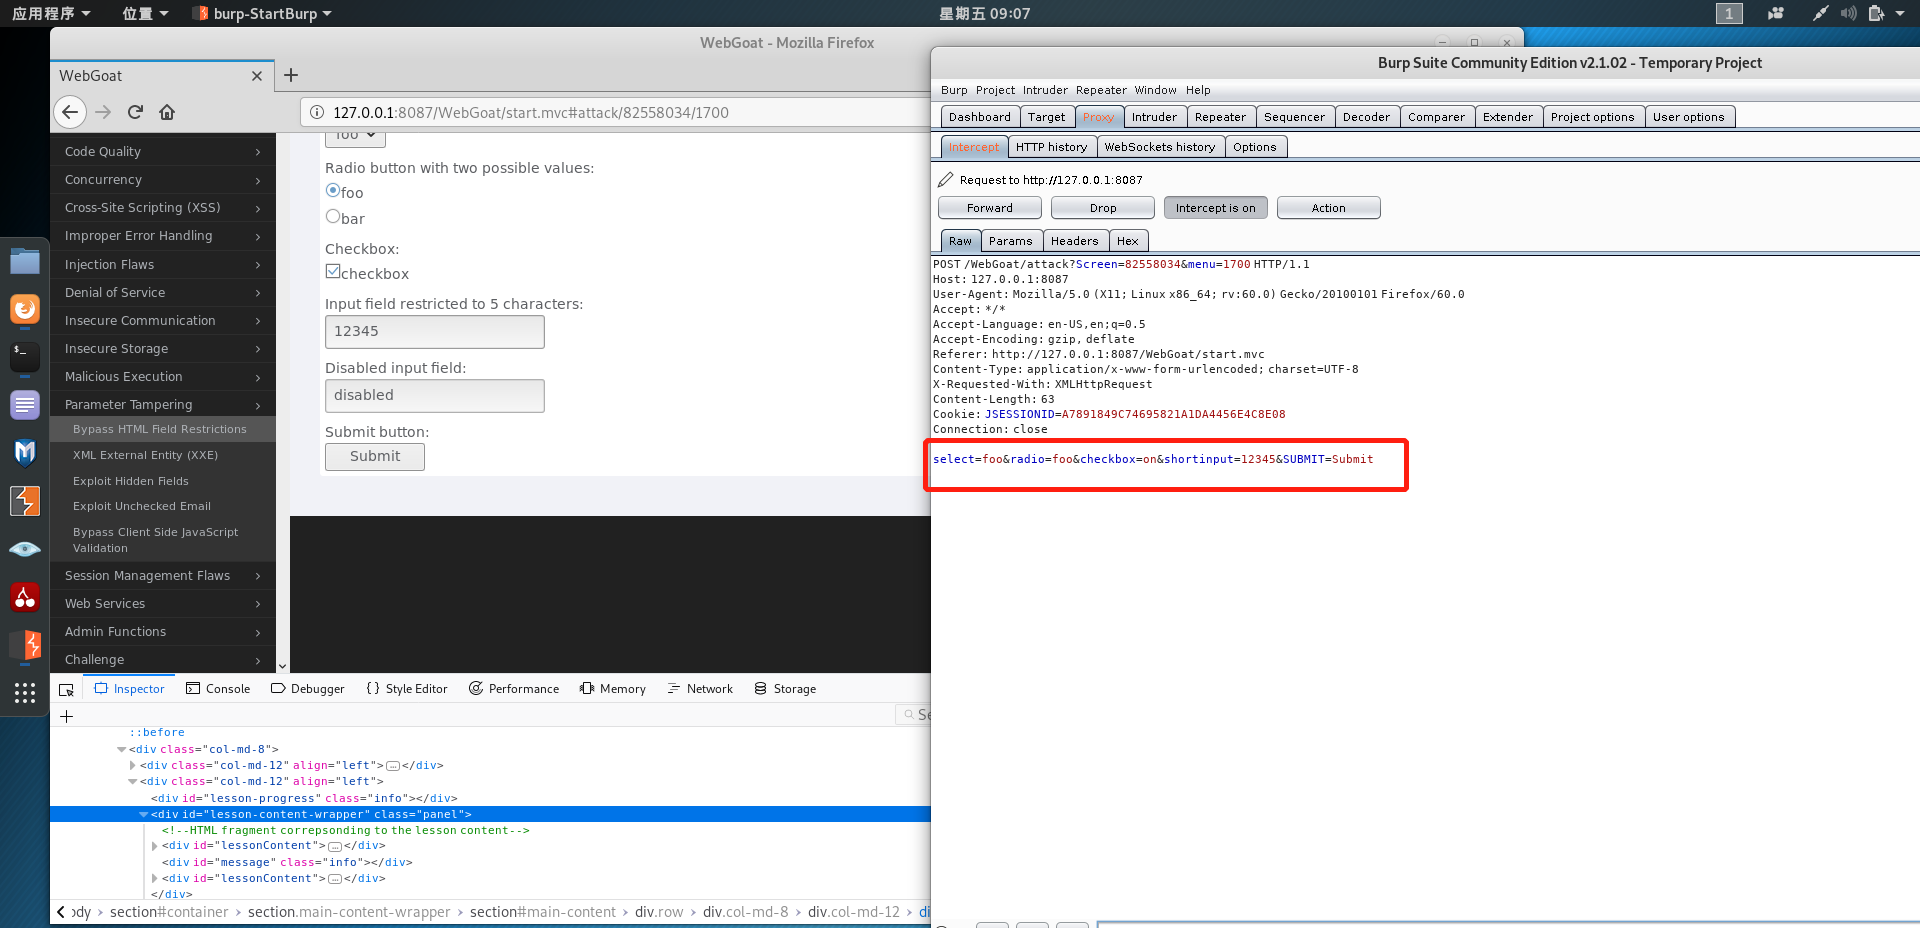 应用程序 位置 burp-StartBurp 星期五 09:07 1
WebGoat - Mozilla Firefox
WebGoat
127.0.0.1:8087/WebGoat/start.mvc#attack/82558034/1700
Code Quality
Concurrency
Cross-Site Scripting (XSS)
Improper Error Handling
Injection Flaws
Denial of Service
Insecure Communication
Insecure Storage
Malicious Execution
Parameter Tampering
Bypass HTML Field Restrictions
XML External Entity (XXE)
Exploit Hidden Fields
Exploit Unchecked Email
Bypass Client Side JavaScript
Validation
Session Management Flaws
Web Services
Admin Functions
Challenge
foo
Radio button with two possible values:
foo
bar
Checkbox:
checkbox
Input field restricted to 5 characters:
12345
Disabled input field:
disabled
Submit button:
Submit
Inspector Console Debugger Style Editor Performance Memory Network Storage
::before
<div class="col-md-8">
<div class="col-md-12" align="left"></div>
<div class="col-md-12" align="left">
<div id="lesson-progress" class="info"></div>
<div id="lesson-content-wrapper" class="panel">
<!--HTML fragment correpsonding to the lesson content-->
<div id="lessonContent"></div>
<div id="message" class="info"></div>
<div id="lessonContent"></div>
</div>
ody > section#container > section.main-content-wrapper > section#main-content > div.row > div.col-md-8 > div.col-md-12 > di
Burp Suite Community Edition v2.1.02 - Temporary Project
Burp Project Intruder Repeater Window Help
Dashboard Target Proxy Intruder Repeater Sequencer Decoder Comparer Extender Project options User options
Intercept HTTP history WebSockets history Options
Request to http://127.0.0.1:8087
Forward Drop Intercept is on Action
Raw Params Headers Hex
POST /WebGoat/attack?Screen=82558034&menu=1700 HTTP/1.1
Host: 127.0.0.1:8087
User-Agent: Mozilla/5.0 (X11; Linux x86_64; rv:60.0) Gecko/20100101 Firefox/60.0
Accept: */*
Accept-Language: en-US,en;q=0.5
Accept-Encoding: gzip, deflate
Referer: http://127.0.0.1:8087/WebGoat/start.mvc
Content-Type: application/x-www-form-urlencoded; charset=UTF-8
X-Requested-With: XMLHttpRequest
Content-Length: 63
Cookie: JSESSIONID=A7891849C74695821A1DA4456E4C8E08
Connection: close
select=foo&radio=foo&checkbox=on&shortinput=12345&SUBMIT=Submit